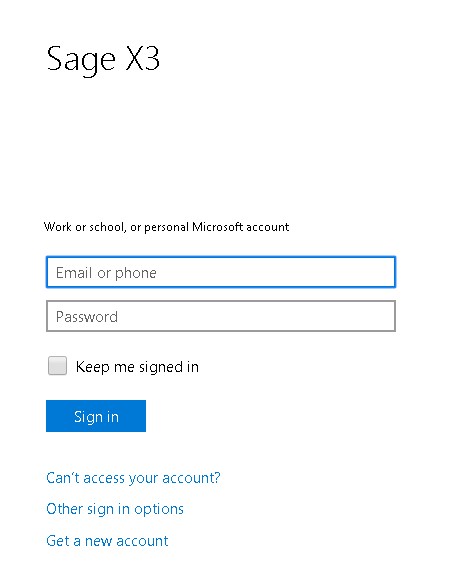 Sage X3
Work or school, or personal Microsoft account
Email or phone
Password
Keep me signed in
Sign in
Can't access your account?
Other sign in options
Get a new account